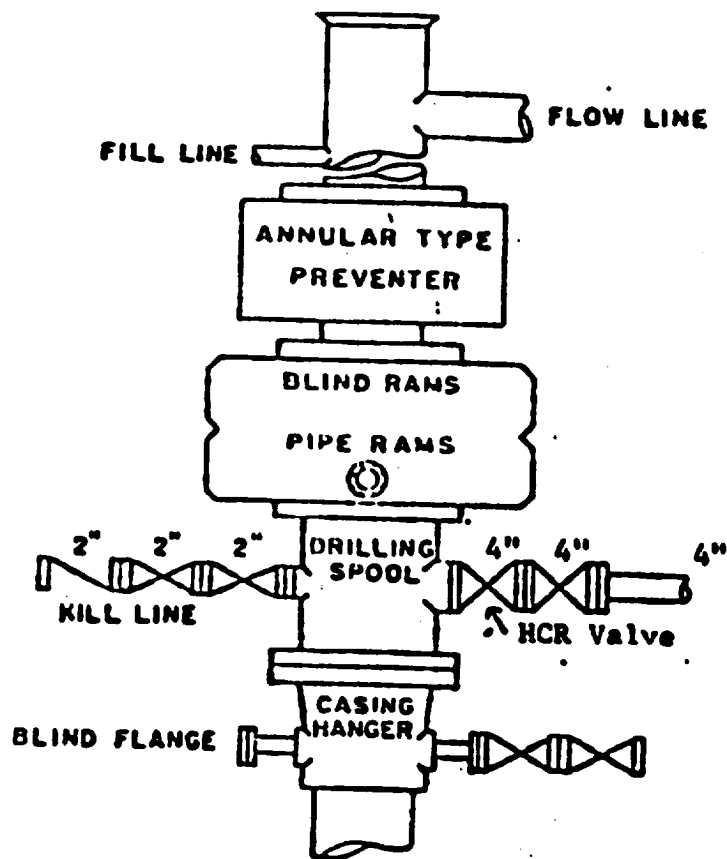 FLOW LINE
FILL LINE
ANNULAR TYPE
PREVENTER
BLIND RAMS
PIPE RAMS
2" 2" 2"
DRILLING
SPOOL
4" 4" 4"
KILL LINE
HCR Valve
CASING
HANGER
BLIND FLANGE